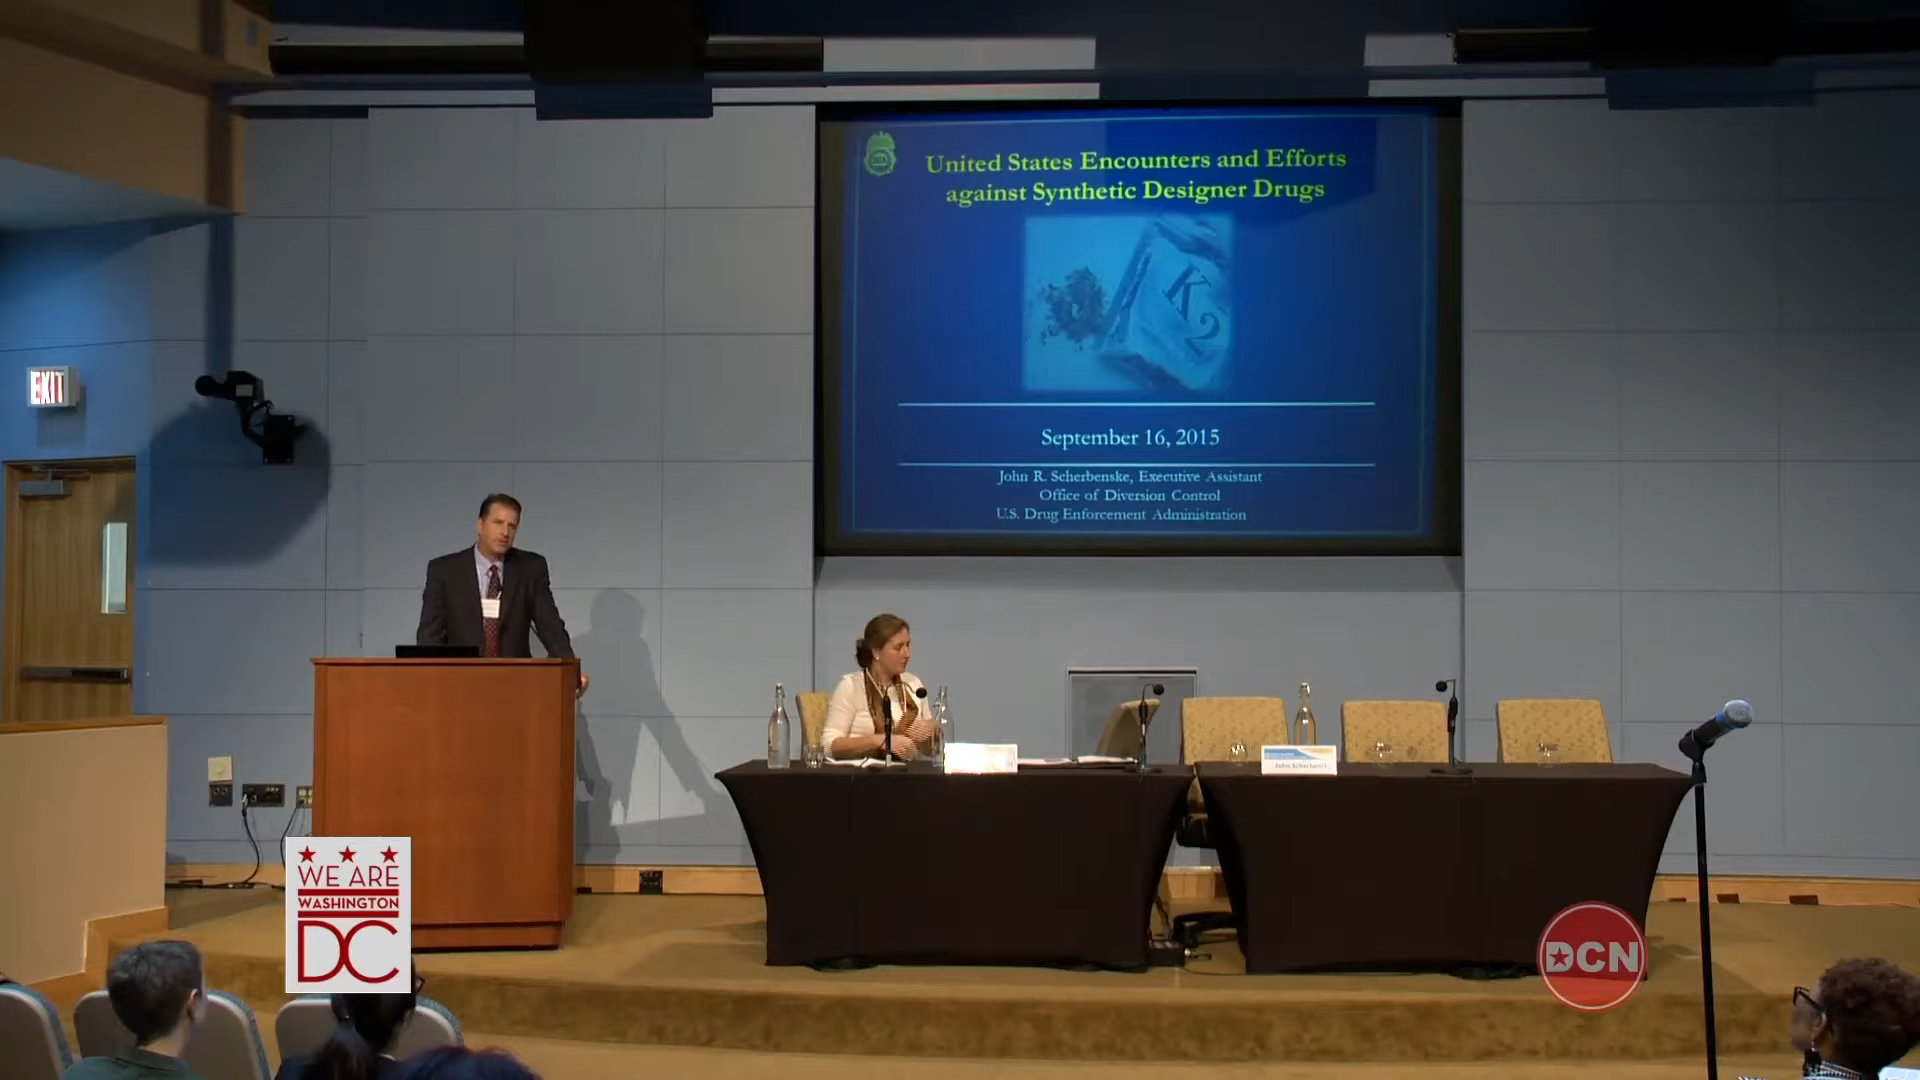 United States Encounters and Efforts
against Synthetic Designer Drugs
K2
September 16, 2015
John R. Scherbenske, Executive Assistant
Office of Diversion Control
U.S. Drug Enforcement Administration
EXIT
WE ARE
WASHINGTON
DC
DCN